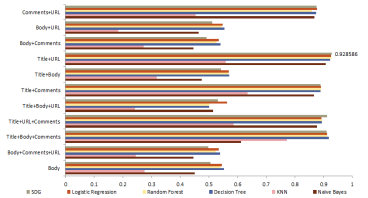 Comments+URL
Body+URL
Body+Comments
Title+URL
0.928586
Title+Body
Title+Comments
Title+Body+URL
Title+URL+Comments
Title+Body+Comments
Body+Comments+URL
Body
0 0.1 0.2 0.3 0.4 0.5 0.6 0.7 0.8 0.9 1
SDG Logistic Regression Random Forest Decision Tree KNN Naïve Bayes